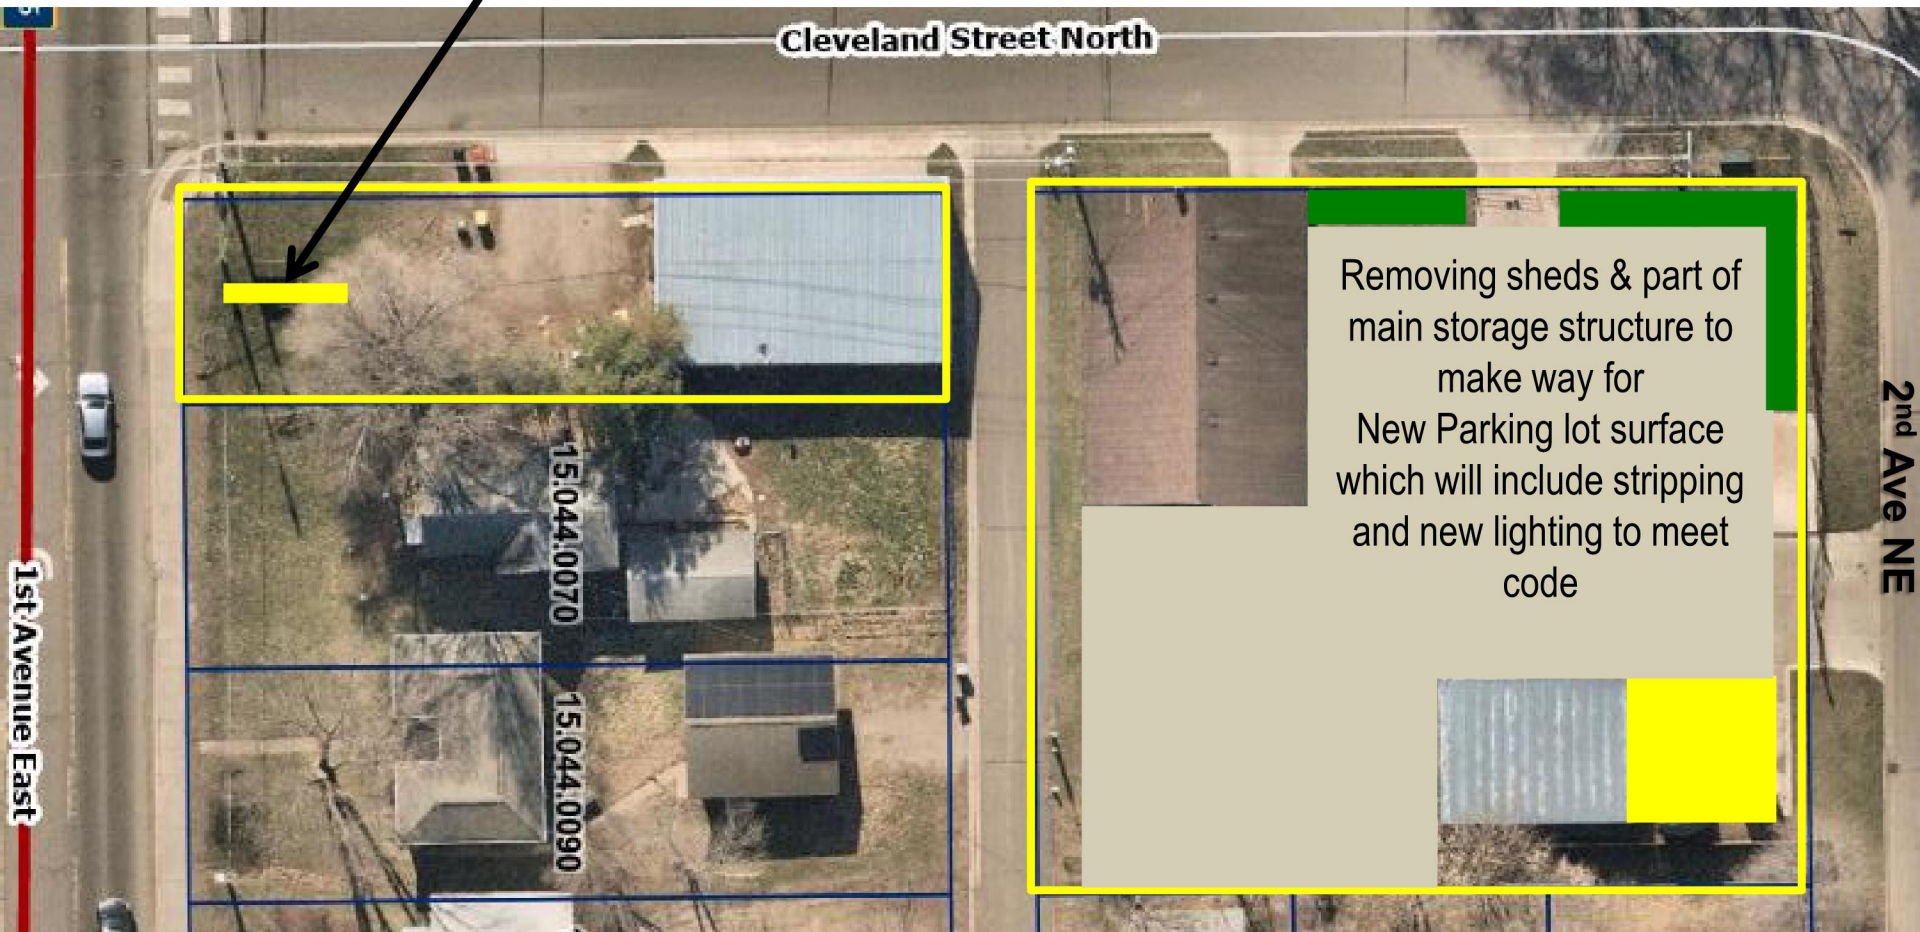 Cleveland Street North
Removing sheds & part of
main storage structure to
make way for
New Parking lot surface
which will include stripping
and new lighting to meet
code
2nd Ave NE
15.044.0070
1st Avenue East
15.044.0090